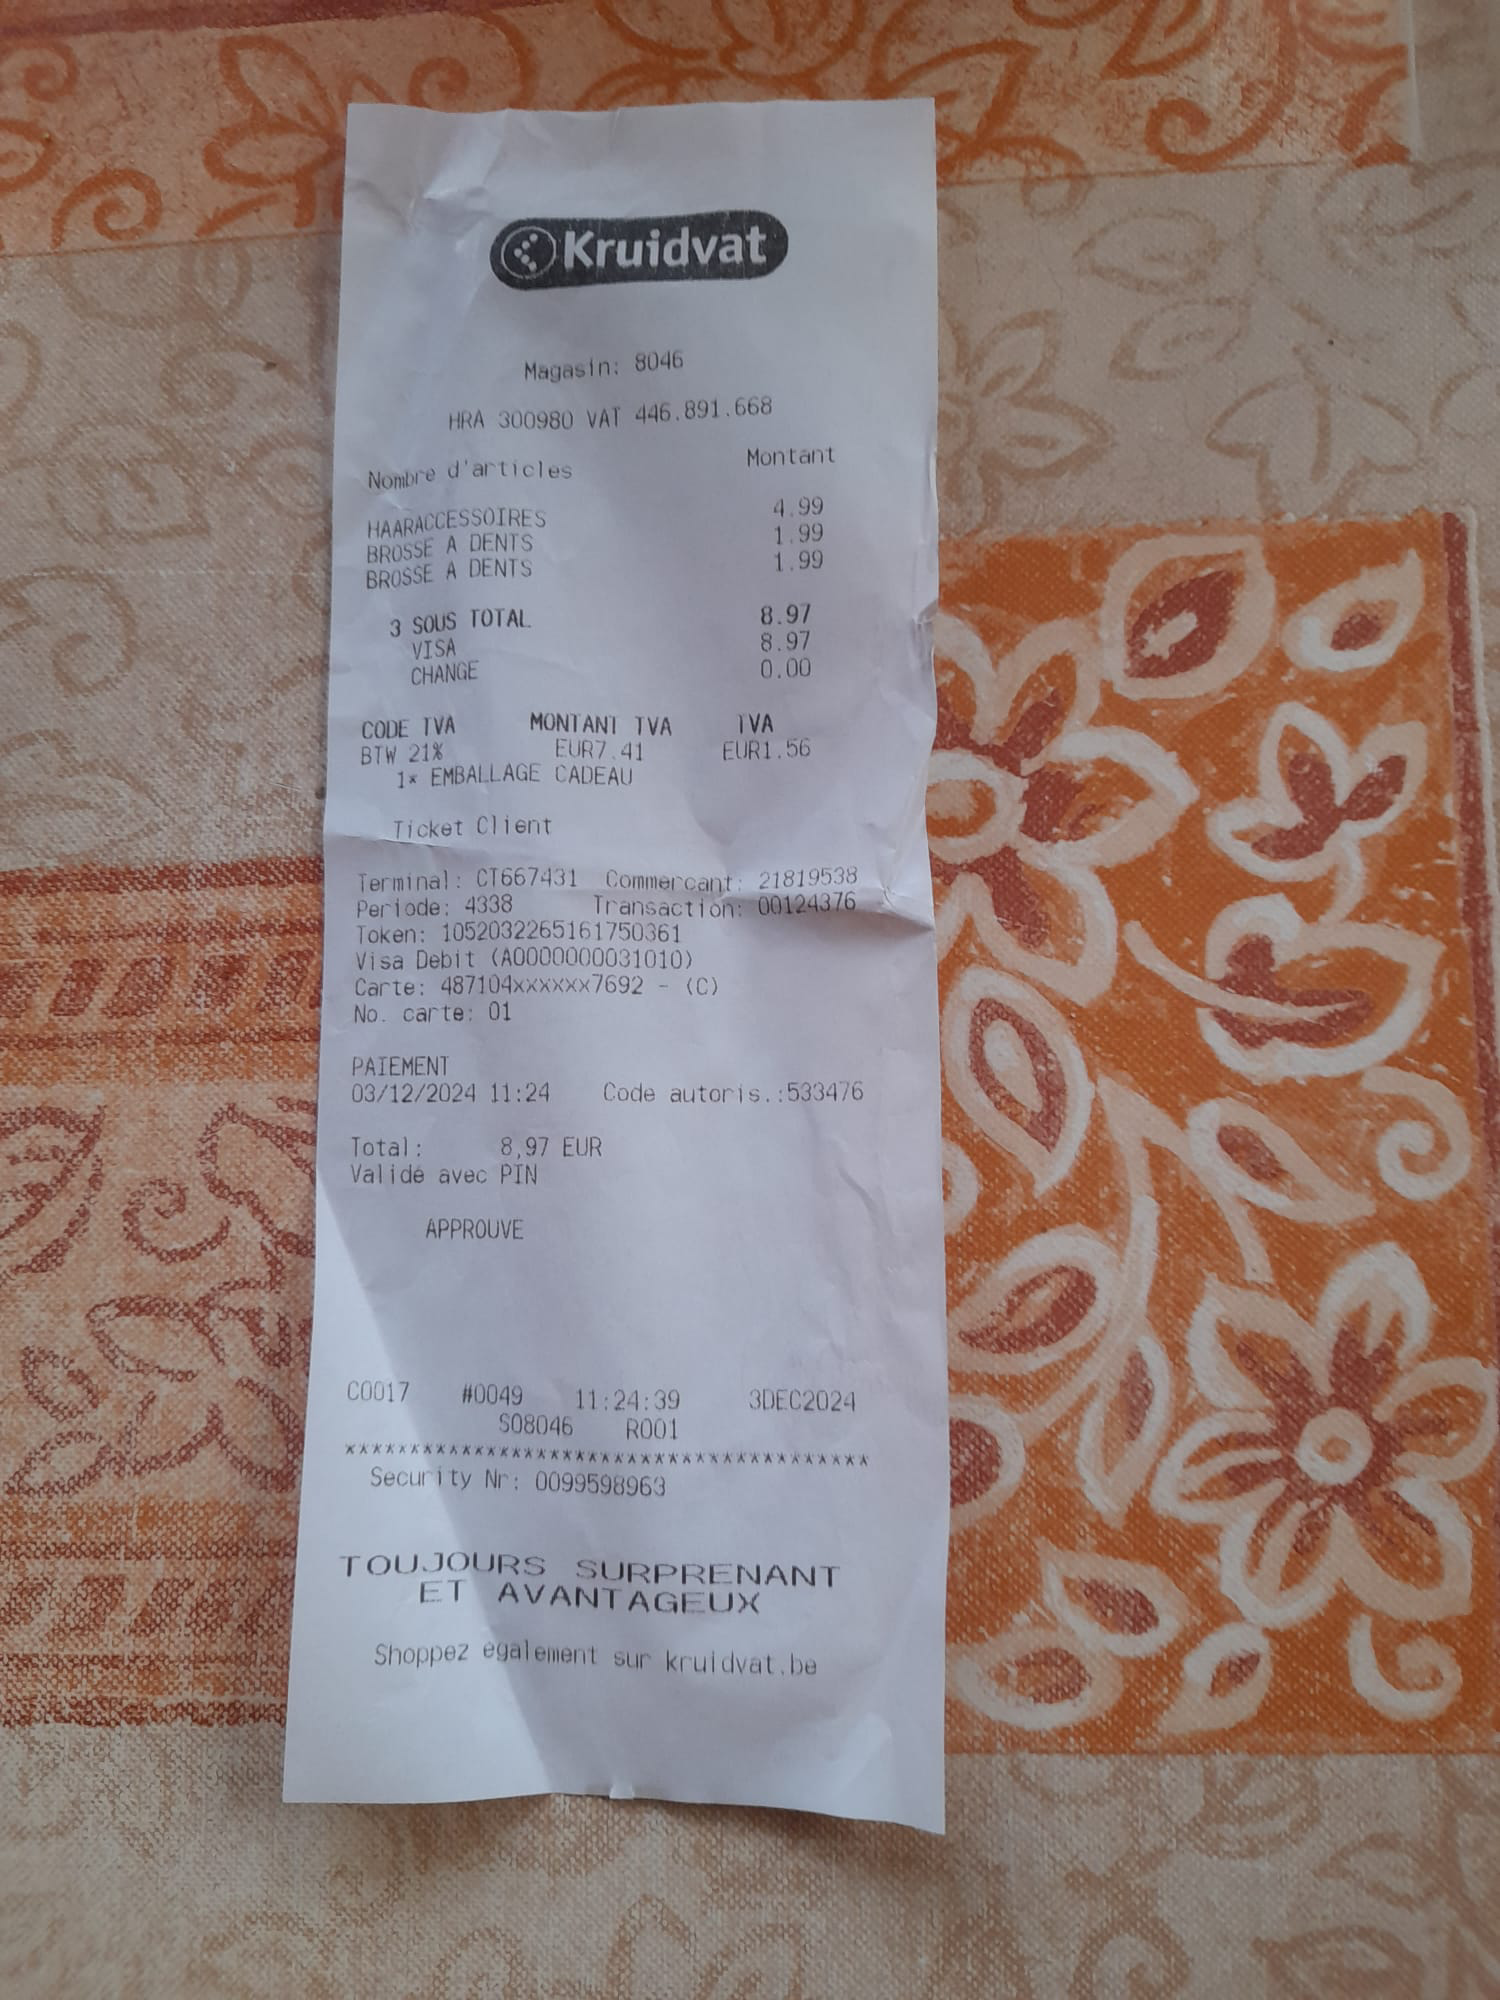 Kruidvat
Magasin: 8046
HRA 300980 VAT 446.891.668
Nombre d'articles Montant
HAARACCESSOIRES 4.99
BROSSE A DENTS 1.99
BROSSE A DENTS 1.99
3 SOUS TOTAL 8.97
VISA 8.97
CHANGE 0.00
CODE TVA MONTANT TVA TVA
BTW 21% EUR7.41 EUR1.56
1* EMBALLAGE CADEAU
Ticket Client
Terminal: CT667431 Commercant: 21819538
Periode: 4338 Transaction: 00124376
Token: 1052032265161750361
Visa Debit (A0000000031010)
Carte: 487104xxxxxx7692 - (C)
No. carte: 01
PAIEMENT
03/12/2024 11:24 Code autoris.:533476
Total: 8,97 EUR
Validé avec PIN
APPROUVE
C0017 #0049 11:24:39 3DEC2024
S08046 R001
****************************************
Security Nr: 0099598963
TOUJOURS SURPRENANT
ET AVANTAGEUX
Shoppez egalement sur kruidvat.be